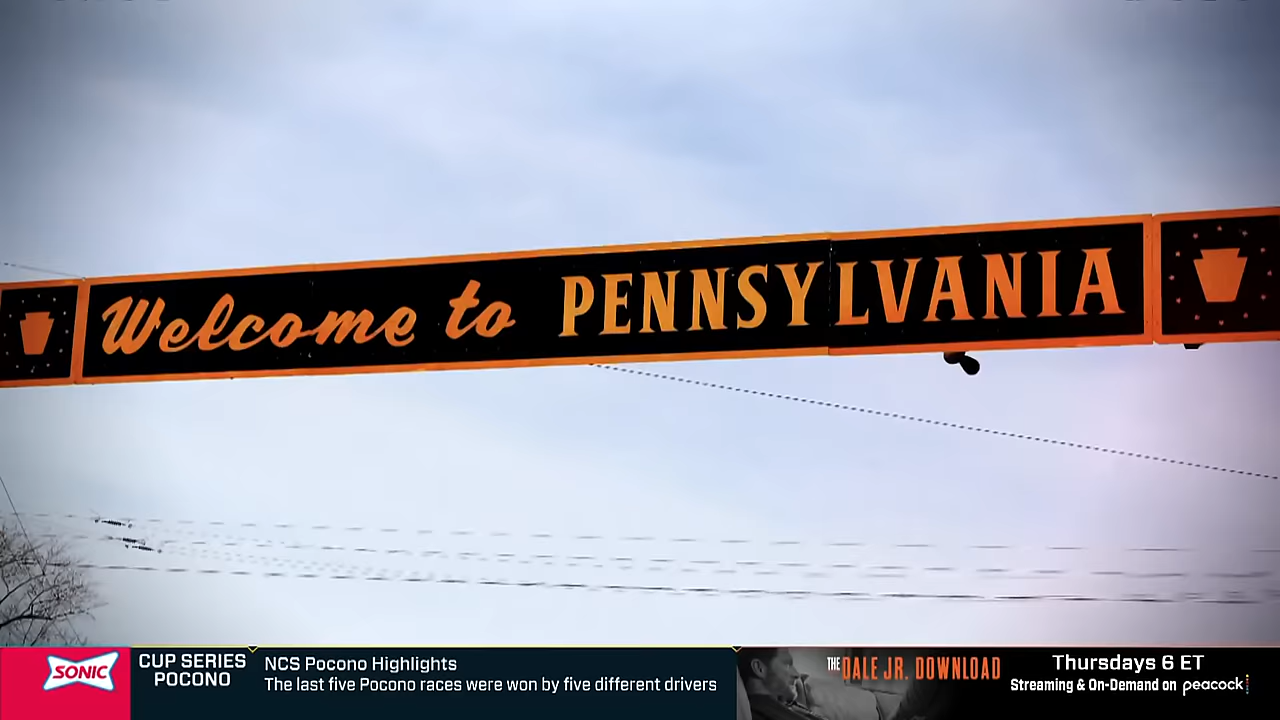 Welcome to PENNSYLVANIA
SONIC
CUP SERIES
POCONO
NCS Pocono Highlights
The last five Pocono races were won by five different drivers
THE DALE JR. DOWNLOAD
Thursdays 6 ET
Streaming & On-Demand on peacock